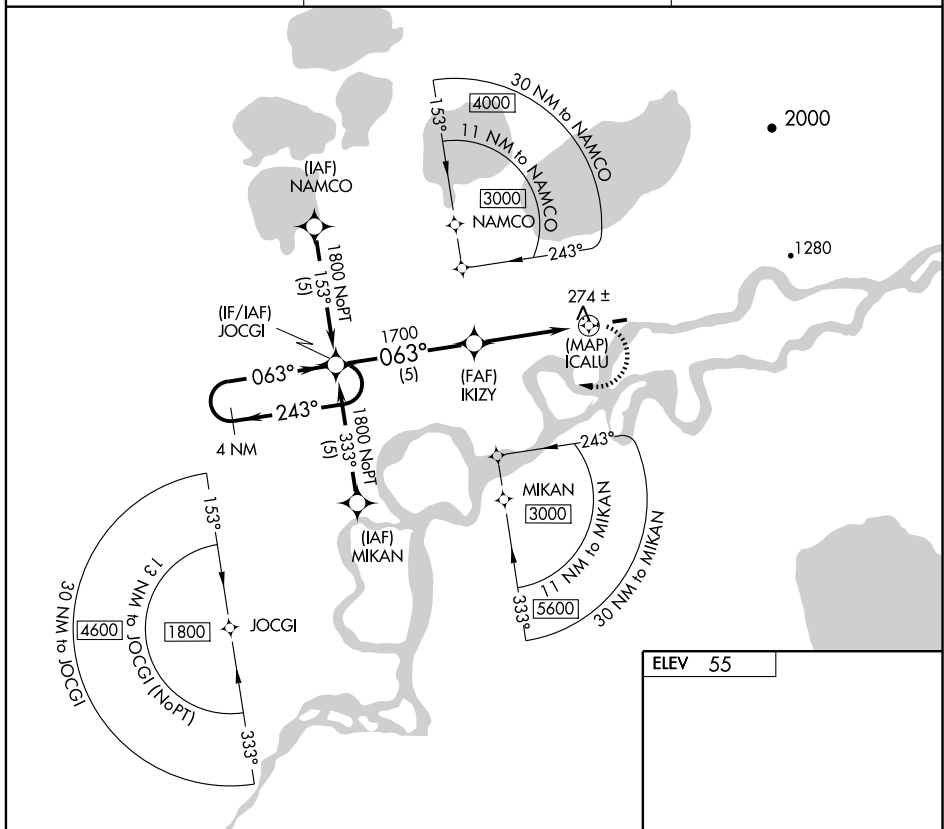 30 NM to NAMCO
4000
153°
11 NM to NAMCO
3000
NAMCO
243°
2000
1280
(IAF)
NAMCO
1800 NoPT
153°
(5)
(IF/IAF)
JOCGI
063°
243°
4 NM
1700
063°
(5)
(FAF)
IKIZY
274 ±
(MAP)
ICALU
1800 NoPT
333°
(5)
(IAF)
MIKAN
243°
MIKAN
3000
11 NM to MIKAN
333°
5600
30 NM to MIKAN
153°
13 NM to JOCGI (NoPT)
30 NM to JOCGI
4600
1800
JOCGI
333°
ELEV 55